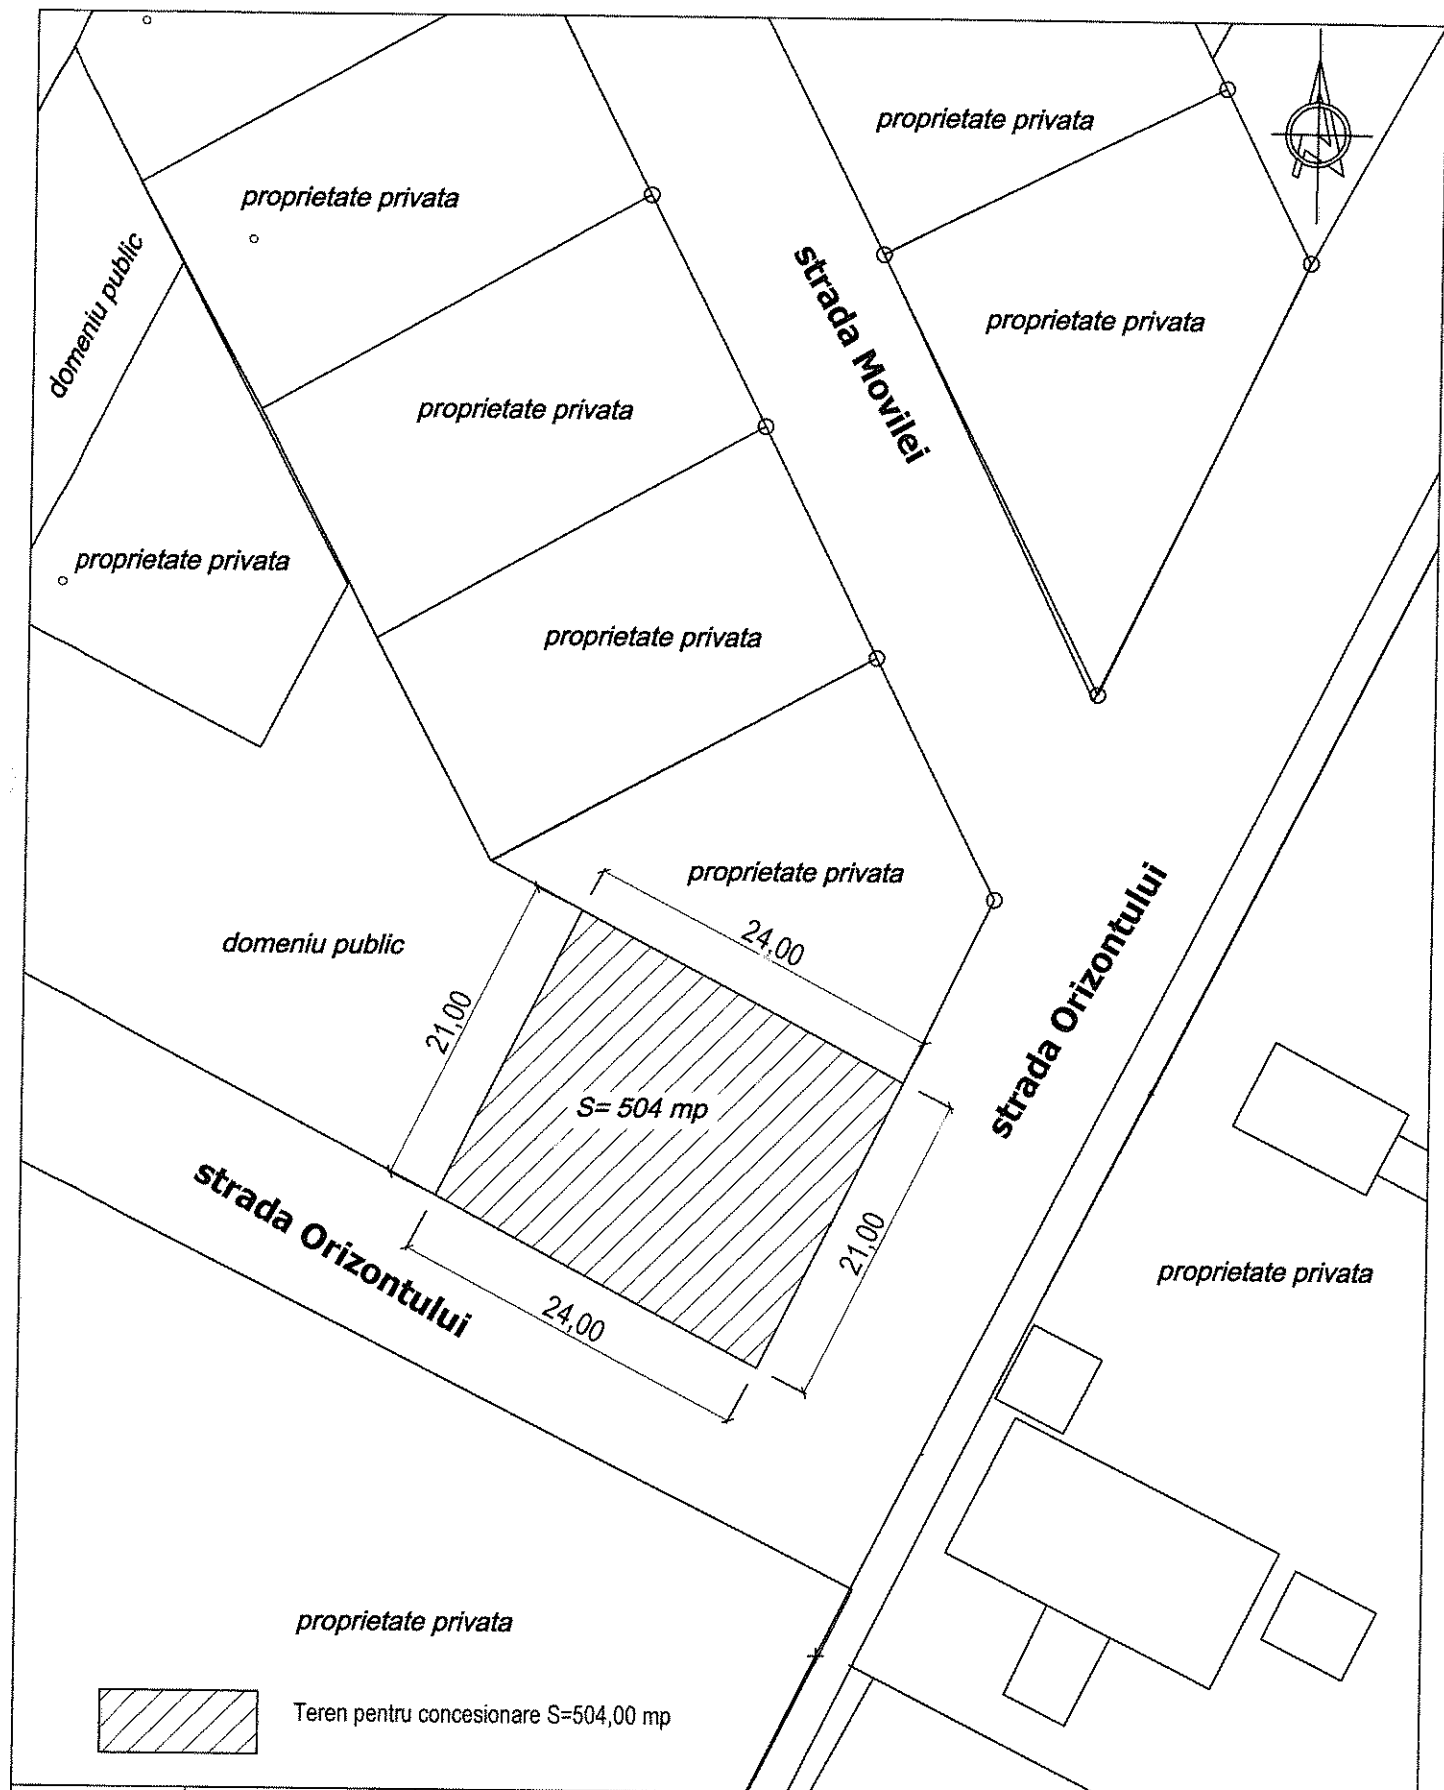 proprietate privata
proprietate privata
domeniu public
strada Movilei
proprietate privata
proprietate privata
proprietate privata
proprietate privata
proprietate privata
domeniu public
24,00
21,00
strada Orizontului
S= 504 mp
strada Orizontului
21,00
24,00
proprietate privata
proprietate privata
Teren pentru concesionare S=504,00 mp